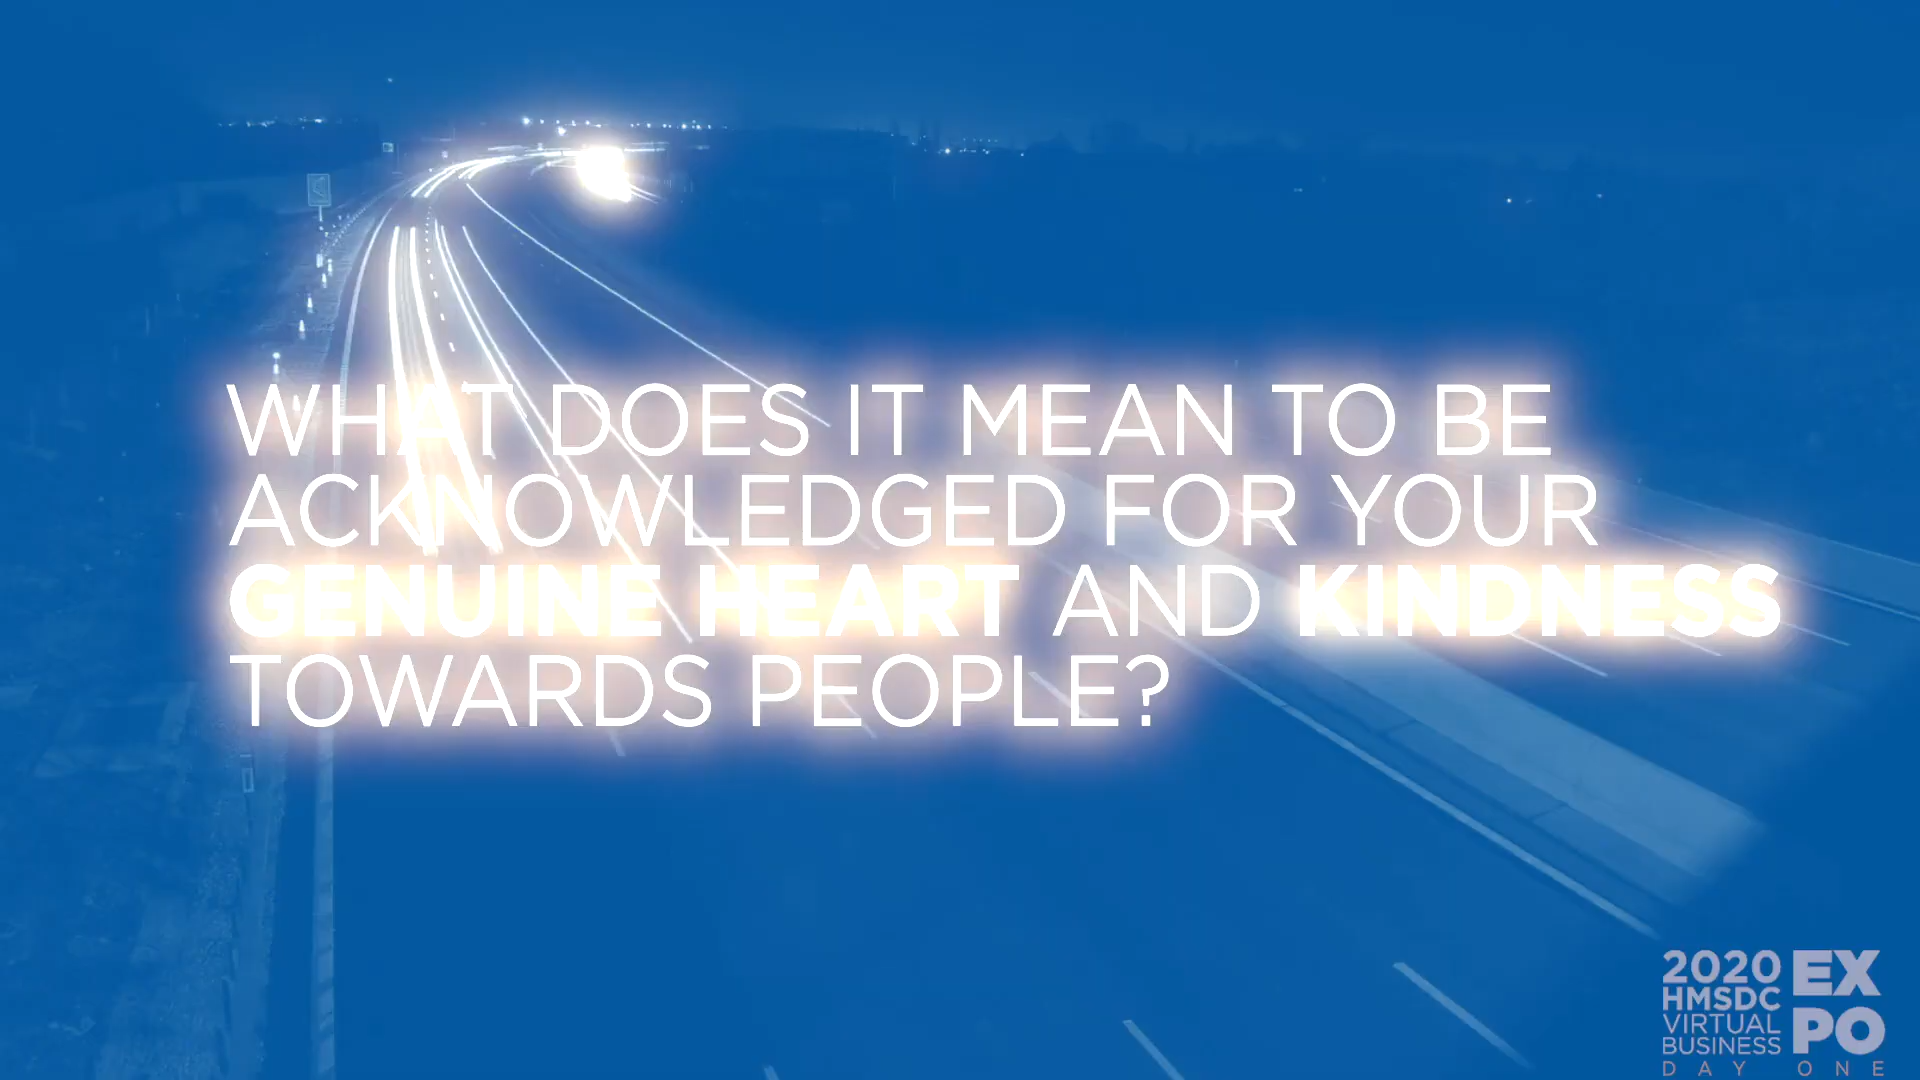 WHAT DOES IT MEAN TO BE
ACKNOWLEDGED FOR YOUR
GENUINE HEART AND KINDNESS
TOWARDS PEOPLE?
2020
HMSDC
VIRTUAL
BUSINESS
EX
PO
DAY ONE